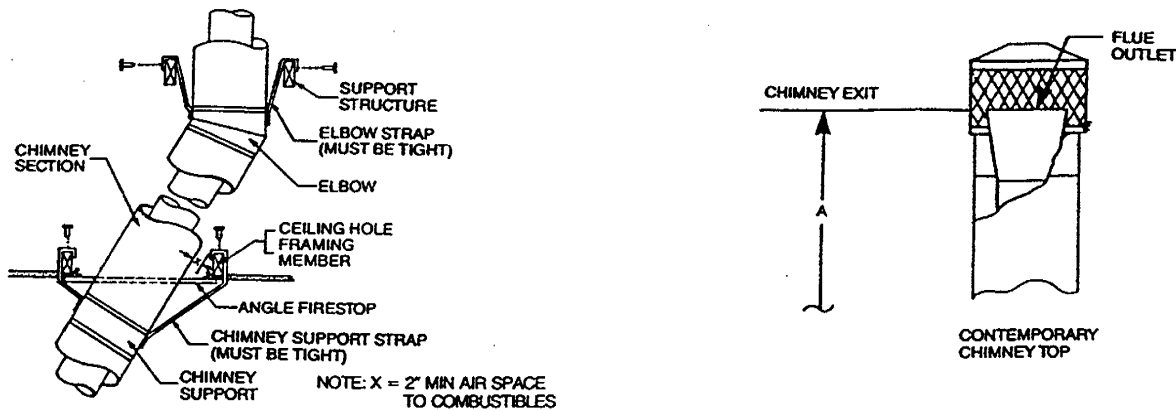 SUPPORT
STRUCTURE
ELBOW STRAP
(MUST BE TIGHT)
CHIMNEY
SECTION
ELBOW
CEILING HOLE
FRAMING
MEMBER
X
ANGLE FIRESTOP
CHIMNEY SUPPORT STRAP
(MUST BE TIGHT)
CHIMNEY
SUPPORT
NOTE: X = 2" MIN AIR SPACE
TO COMBUSTIBLES
FLUE
OUTLET
CHIMNEY EXIT
A
CONTEMPORARY
CHIMNEY TOP